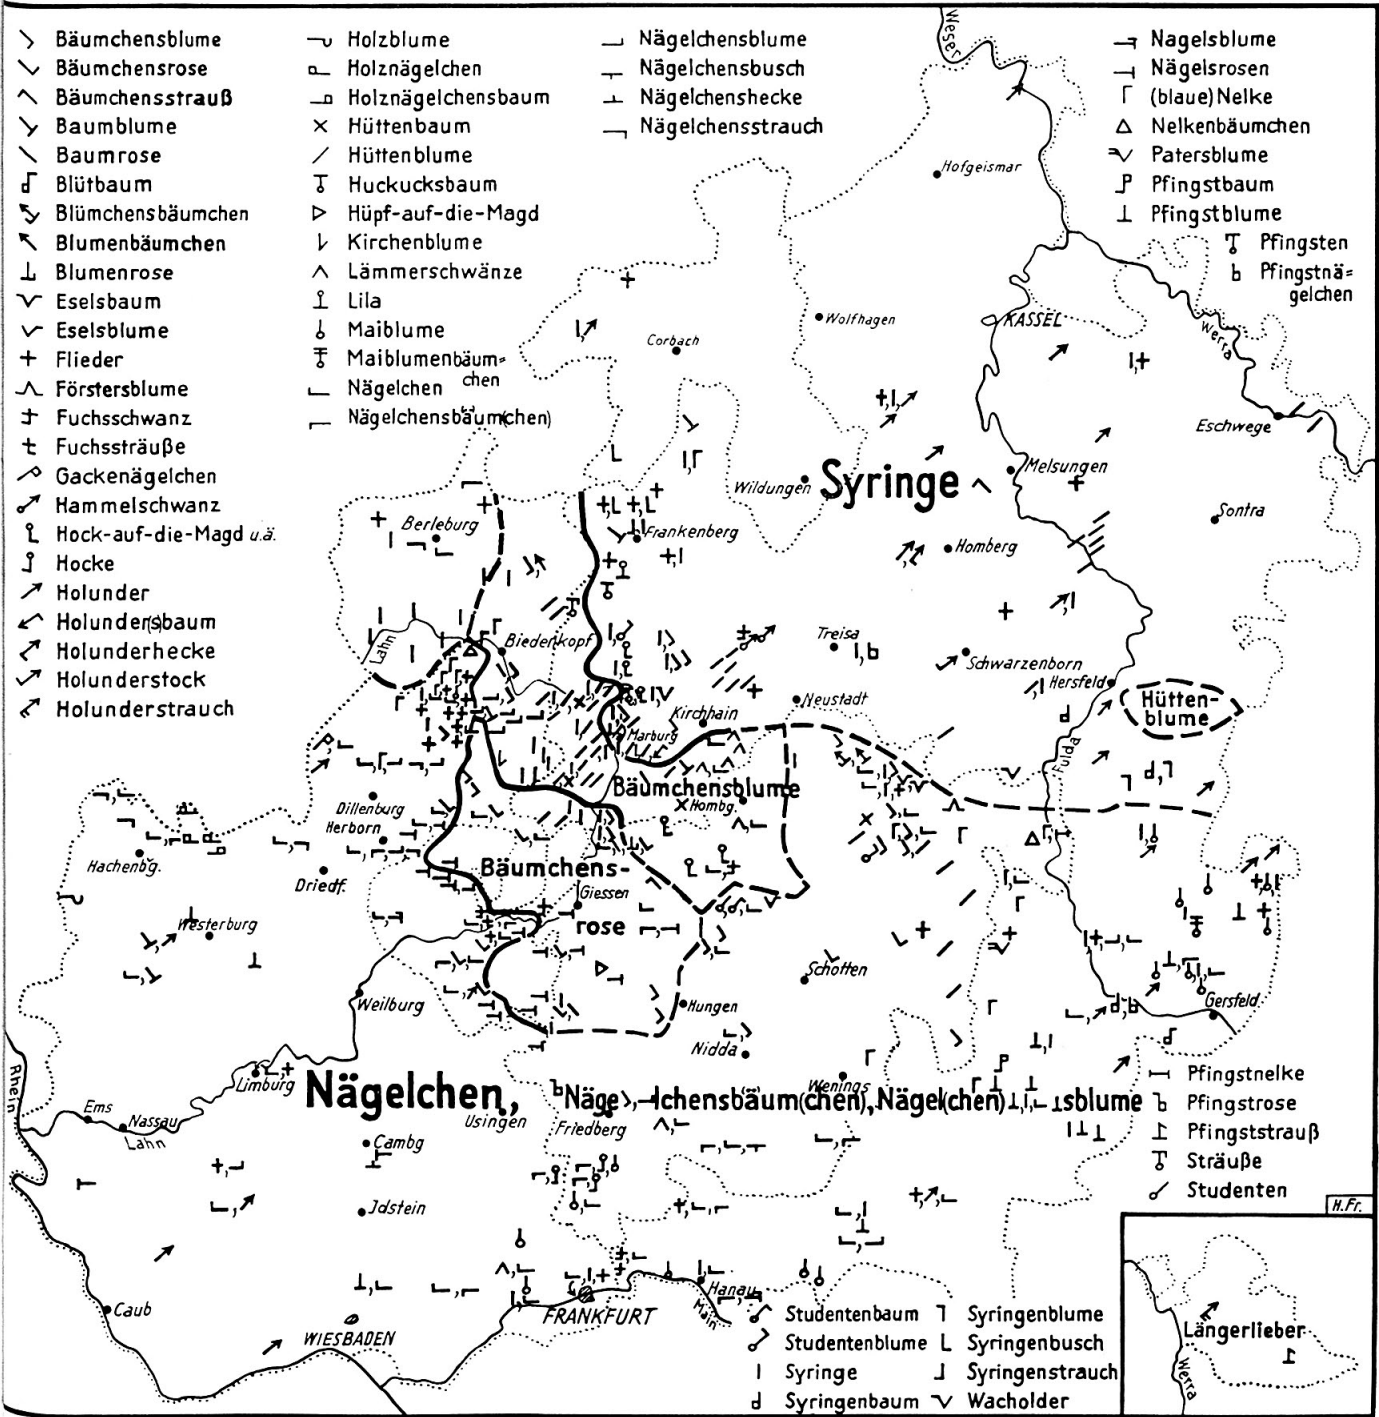 Bäumchensblume
Bäumchensrose
Bäumchensstrauß
Baumblume
Baumrose
Blütbaum
Blümchensbäumchen
Blumenbäumchen
Blumenrose
Eselsbaum
Eselsblume
Flieder
Förstersblume
Fuchsschwanz
Fuchssträuße
Gackenägelchen
Hammelschwanz
Hock-auf-die-Magd u.ä.
Hocke
Holunder
Holunder(s)baum
Holunderhecke
Holunderstock
Holunderstrauch
Holzblume
Holznägelchen
Holznägelchensbaum
Hüttenbaum
Hüttenblume
Huckucksbaum
Hüpf-auf-die-Magd
Kirchenblume
Lämmerschwänze
Lila
Maiblume
Maiblumenbäum=
chen
Nägelchen
Nägelchensbäum(chen)
Nägelchensblume
Nägelchensbusch
Nägelchenshecke
Nägelchensstrauch
Nagelsblume
Nägelsrosen
(blaue) Nelke
Nelkenbäumchen
Patersblume
Pfingstbaum
Pfingstblume
Pfingsten
Pfingstnä=
gelchen
Weser
Hofgeismar
Wolfhagen
KASSEL
Werra
Corbach
Eschwege
Melsungen
Wildungen
Syringe
Sontra
Berleburg
Frankenberg
Homberg
Treisa
Biedenkopf
Lahn
Schwarzenborn
Hersfeld
Neustadt
Hütten-
blume
Kirchhain
Marburg
Fulda
Bäumchensblume
Hombg.
Dillenburg
Herborn
Hachenbg.
Driedf.
Bäumchens-
Giessen
rose
Westerburg
Schotten
Weilburg
Hungen
Gersfeld
Nidda
Rhein
Limburg
Nägelchen,
Wenings
Näge
lchensbäum(chen), Nägel(chen)
sblume
Ems
Nassau
Lahn
Usingen
Friedberg
Cambg
Idstein
Pfingstnelke
Pfingstrose
Pfingststrauß
Sträuße
Studenten
H.Fr.
Caub
WIESBADEN
FRANKFURT
Hanau
Main
Studentenbaum
Studentenblume
Syringe
Syringenbaum
Syringenblume
Syringenbusch
Syringenstrauch
Wacholder
Längerlieber
Werra